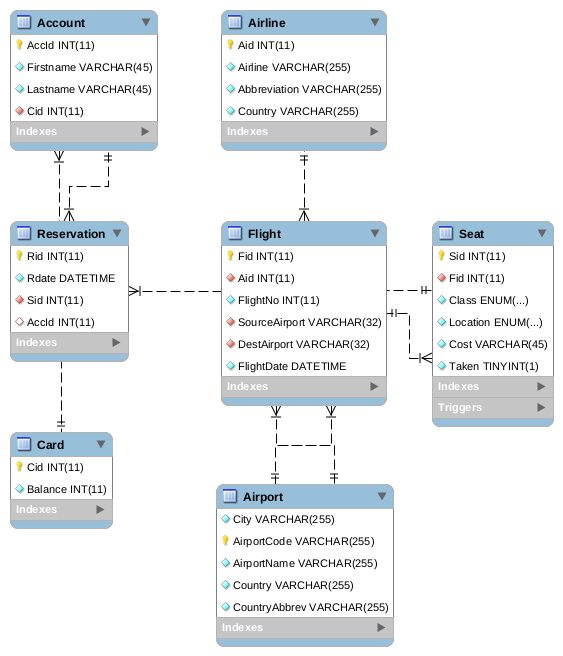 Account
AccId INT(11)
Firstname VARCHAR(45)
Lastname VARCHAR(45)
Cid INT(11)
Indexes
Airline
Aid INT(11)
Airline VARCHAR(255)
Abbreviation VARCHAR(255)
Country VARCHAR(255)
Indexes
Reservation
Rid INT(11)
Rdate DATETIME
Sid INT(11)
AccId INT(11)
Indexes
Flight
Fid INT(11)
Aid INT(11)
FlightNo INT(11)
SourceAirport VARCHAR(32)
DestAirport VARCHAR(32)
FlightDate DATETIME
Indexes
Seat
Sid INT(11)
Fid INT(11)
Class ENUM(...)
Location ENUM(...)
Cost VARCHAR(45)
Taken TINYINT(1)
Indexes
Triggers
Card
Cid INT(11)
Balance INT(11)
Indexes
Airport
City VARCHAR(255)
AirportCode VARCHAR(255)
AirportName VARCHAR(255)
Country VARCHAR(255)
CountryAbbrev VARCHAR(255)
Indexes